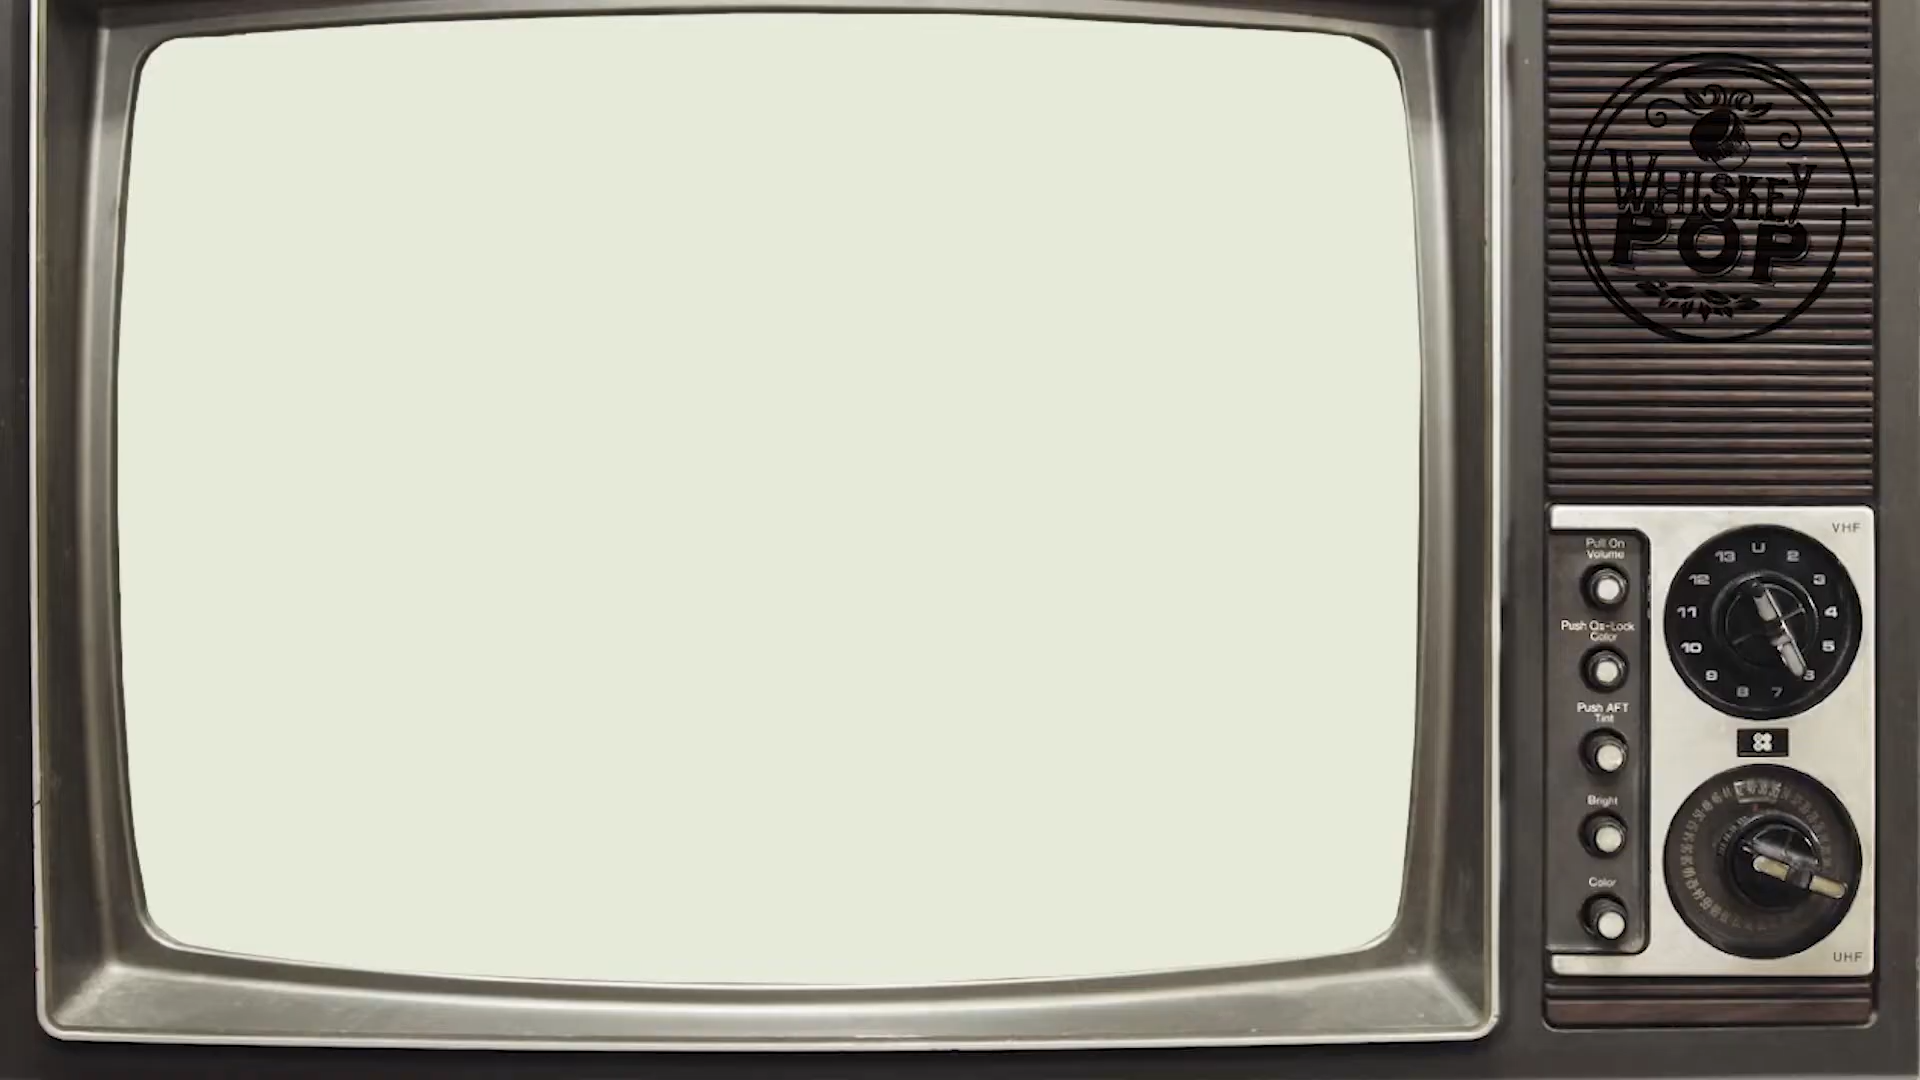 WHISKEY
POP
VHF
Pull On
Volume
Push Qs-Lock
Color
Push AFT
Tint
Bright
Color
U
2
3
4
5
6
7
8
9
10
11
12
13
UHF